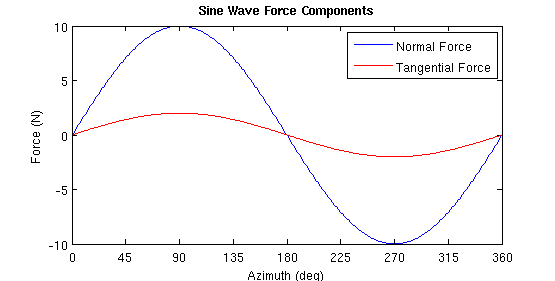 Sine Wave Force Components
Normal Force
Tangential Force
10
5
0
-5
-10
Force (N)
0 45 90 135 180 225 270 315 360
Azimuth (deg)